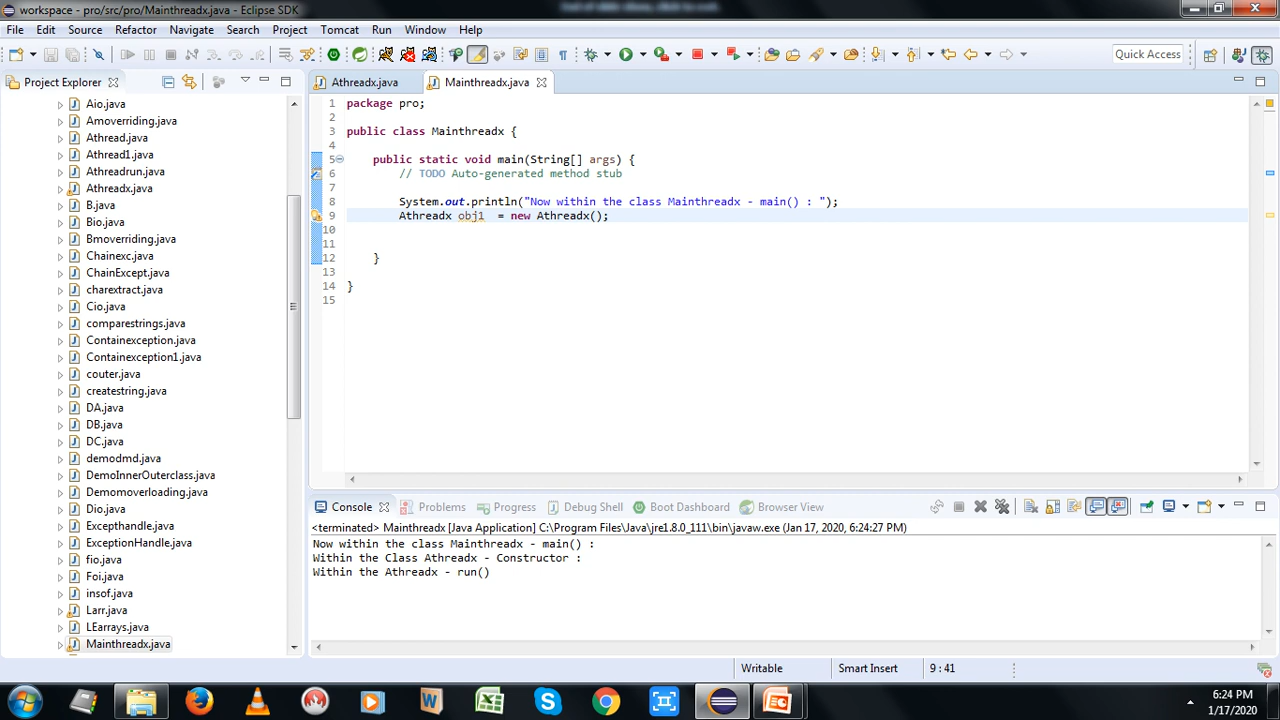 workspace - pro/src/pro/Mainthreadx.java - Eclipse SDK
File Edit Source Refactor Navigate Search Project Tomcat Run Window Help
Quick Access
Project Explorer
Athreadx.java
Mainthreadx.java
Aio.java
Amoverriding.java
Athread.java
Athread1.java
Athreadrun.java
Athreadx.java
B.java
Bio.java
Bmoverriding.java
Chainexc.java
ChainExcept.java
charextract.java
Cio.java
comparestrings.java
Containexception.java
Containexception1.java
couter.java
createstring.java
DA.java
DB.java
DC.java
demodmd.java
DemoInnerOuterclass.java
Demomoverloading.java
Dio.java
Excepthandle.java
ExceptionHandle.java
fio.java
Foi.java
insof.java
Larr.java
LEarrays.java
Mainthreadx.java
1 package pro;
2
3 public class Mainthreadx {
4
5 public static void main(String[] args) {
6 // TODO Auto-generated method stub
7
8 System.out.println("Now within the class Mainthreadx - main() : ");
9 Athreadx obj1 = new Athreadx();
10
11
12 }
13
14 }
15
Console Problems Progress Debug Shell Boot Dashboard Browser View
<terminated> Mainthreadx [Java Application] C:\Program Files\Java\jre1.8.0_111\bin\javaw.exe (Jan 17, 2020, 6:24:27 PM)
Now within the class Mainthreadx - main() :
Within the Class Athreadx - Constructor :
Within the Athreadx - run()
Writable Smart Insert 9 : 41
6:24 PM
1/17/2020